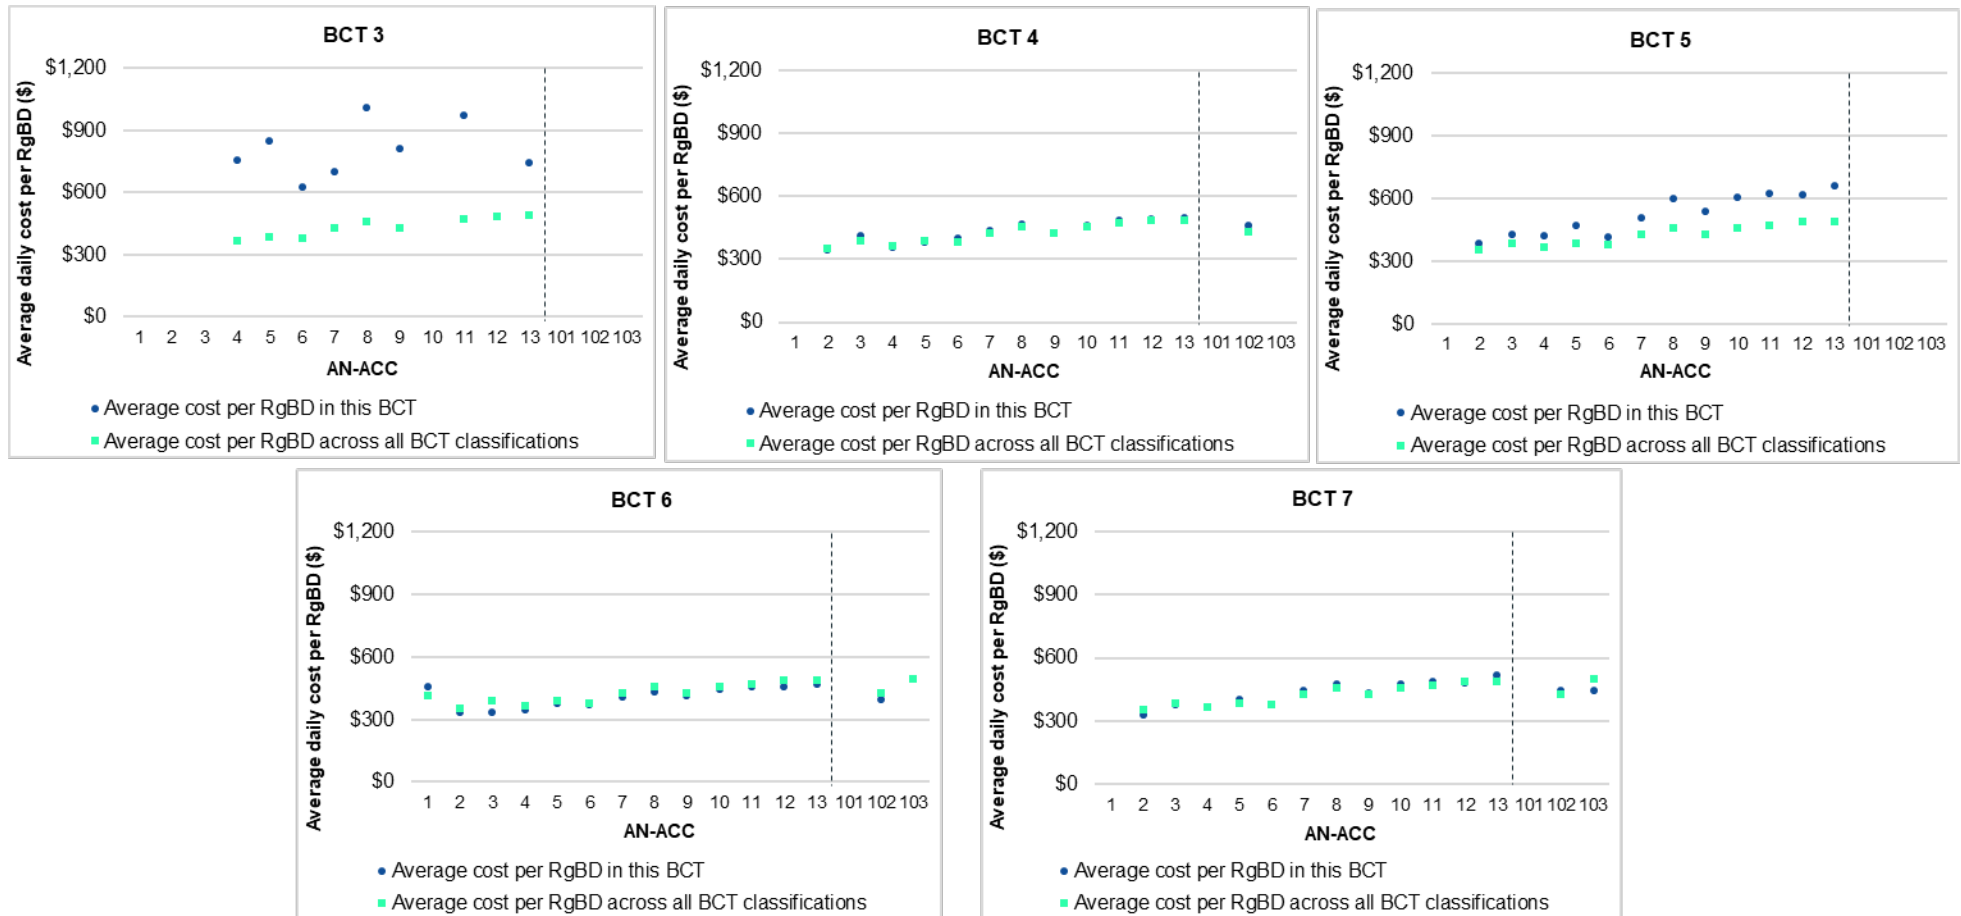 BCT 3
Average daily cost per RgBD ($)
$1,200
$900
$600
$300
$0
1 2 3 4 5 6 7 8 9 10 11 12 13 101 102 103
AN-ACC
Average cost per RgBD in this BCT
Average cost per RgBD across all BCT classifications
BCT 4
Average daily cost per RgBD ($)
$1,200
$900
$600
$300
$0
1 2 3 4 5 6 7 8 9 10 11 12 13 101 102 103
AN-ACC
Average cost per RgBD in this BCT
Average cost per RgBD across all BCT classifications
BCT 5
Average daily cost per RgBD ($)
$1,200
$900
$600
$300
$0
1 2 3 4 5 6 7 8 9 10 11 12 13 101 102 103
AN-ACC
Average cost per RgBD in this BCT
Average cost per RgBD across all BCT classifications
BCT 6
Average daily cost per RgBD ($)
$1,200
$900
$600
$300
$0
1 2 3 4 5 6 7 8 9 10 11 12 13 101 102 103
AN-ACC
Average cost per RgBD in this BCT
Average cost per RgBD across all BCT classifications
BCT 7
Average daily cost per RgBD ($)
$1,200
$900
$600
$300
$0
1 2 3 4 5 6 7 8 9 10 11 12 13 101 102 103
AN-ACC
Average cost per RgBD in this BCT
Average cost per RgBD across all BCT classifications